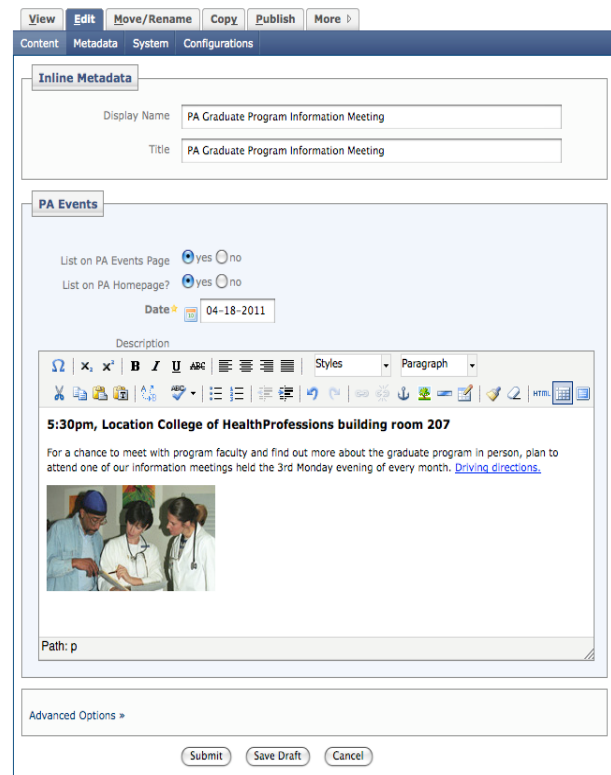 View Edit Move/Rename Copy Publish More
Content Metadata System Configurations
Inline Metadata
Display Name PA Graduate Program Information Meeting
Title PA Graduate Program Information Meeting
PA Events
List on PA Events Page yes no
List on PA Homepage? yes no
Date 04-18-2011
Description
Ω X₂ X² B I U ABC Styles Paragraph
ABC HTML
5:30pm, Location College of HealthProfessions building room 207
For a chance to meet with program faculty and find out more about the graduate program in person, plan to
attend one of our information meetings held the 3rd Monday evening of every month. Driving directions.
Path: p
Advanced Options »
Submit Save Draft Cancel